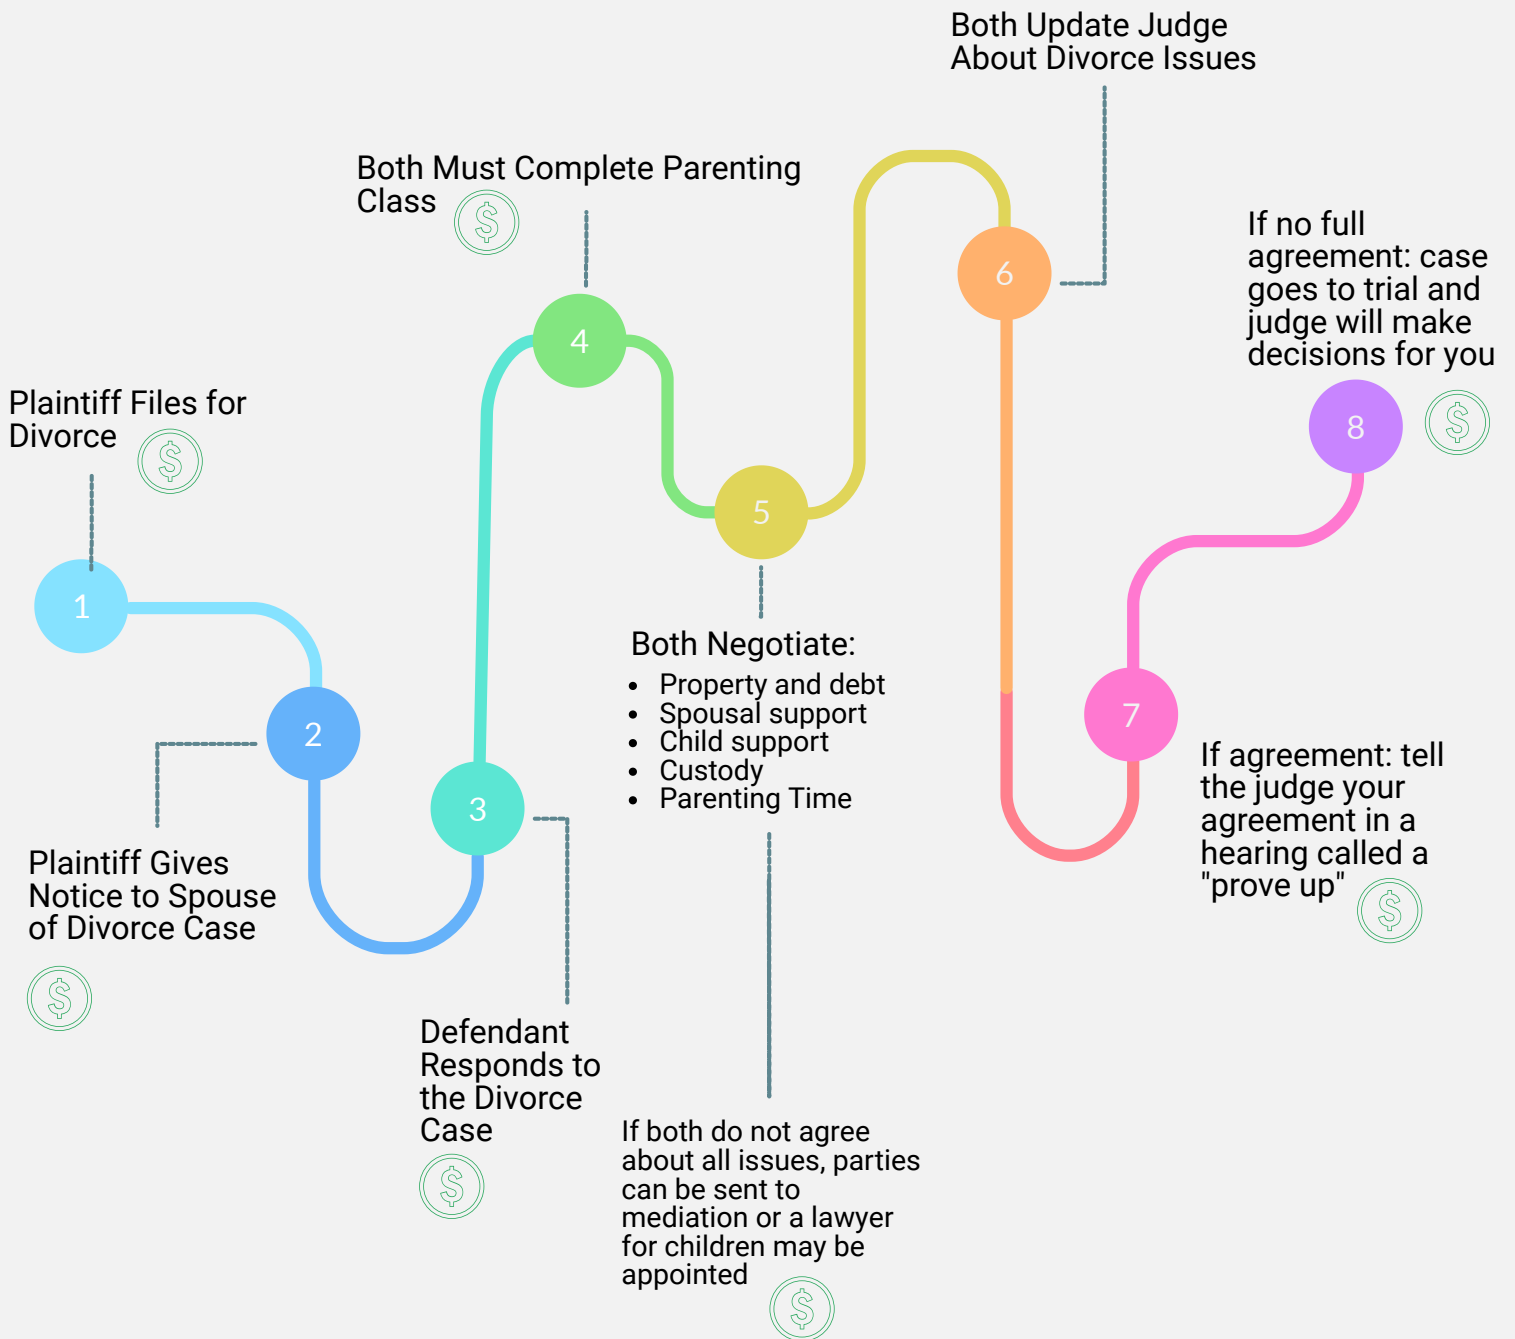 Plaintiff Files for
Divorce
$
1
2
Plaintiff Gives
Notice to Spouse
of Divorce Case
$
3
Defendant
Responds to
the Divorce
Case
$
Both Must Complete Parenting
Class
$
4
5
Both Negotiate:
• Property and debt
• Spousal support
• Child support
• Custody
• Parenting Time
If both do not agree
about all issues, parties
can be sent to
mediation or a lawyer
for children may be
appointed
$
Both Update Judge
About Divorce Issues
6
7
If agreement: tell
the judge your
agreement in a
hearing called a
"prove up"
$
If no full
agreement: case
goes to trial and
judge will make
decisions for you
8
$